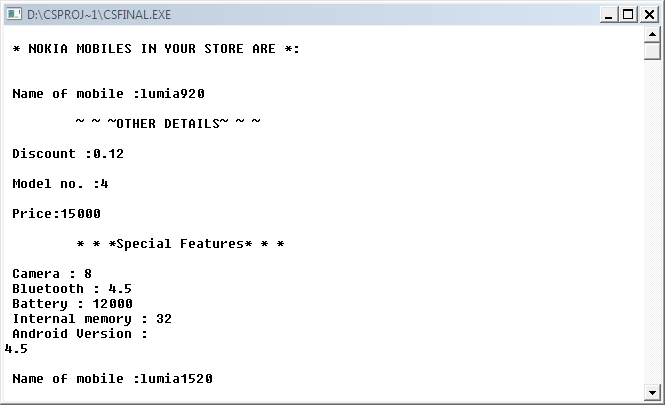 D:\CSPROJ~1\CSFINAL.EXE
* NOKIA MOBILES IN YOUR STORE ARE *:
Name of mobile :lumia920
~ ~ ~OTHER DETAILS~ ~ ~
Discount :0.12
Model no. :4
Price:15000
* * *Special Features* * *
Camera : 8
Bluetooth : 4.5
Battery : 12000
Internal memory : 32
Android Version :
4.5
Name of mobile :lumia1520